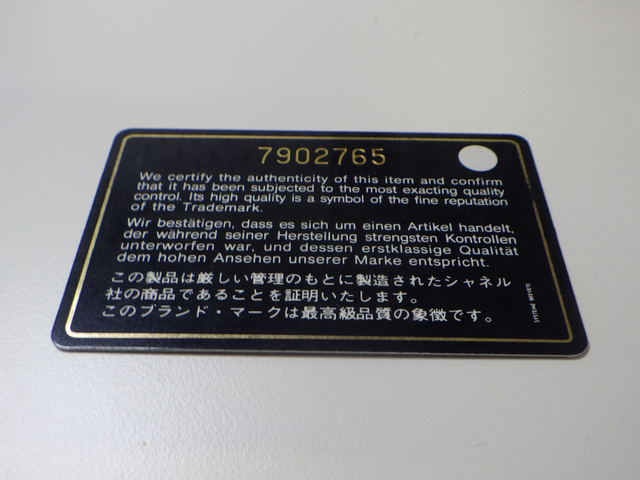 7902765
We certify the authenticity of this item and confirm
that it has been subjected to the most exacting quality
control. Its high quality is a symbol of the fine reputation
of the Trademark.
Wir bestätigen, dass es sich um einen Artikel handelt,
der während seiner Herstellung strengsten Kontrollen
unterworfen war, und dessen erstklassige Qualität
dem hohen Ansehen unserer Marke entspricht.
この製品は厳しい管理のもとに製造されたシャネル
社の商品であることを証明いたします。
このブランド・マークは最高級品質の象徴です。
SYSTEME BREVETE